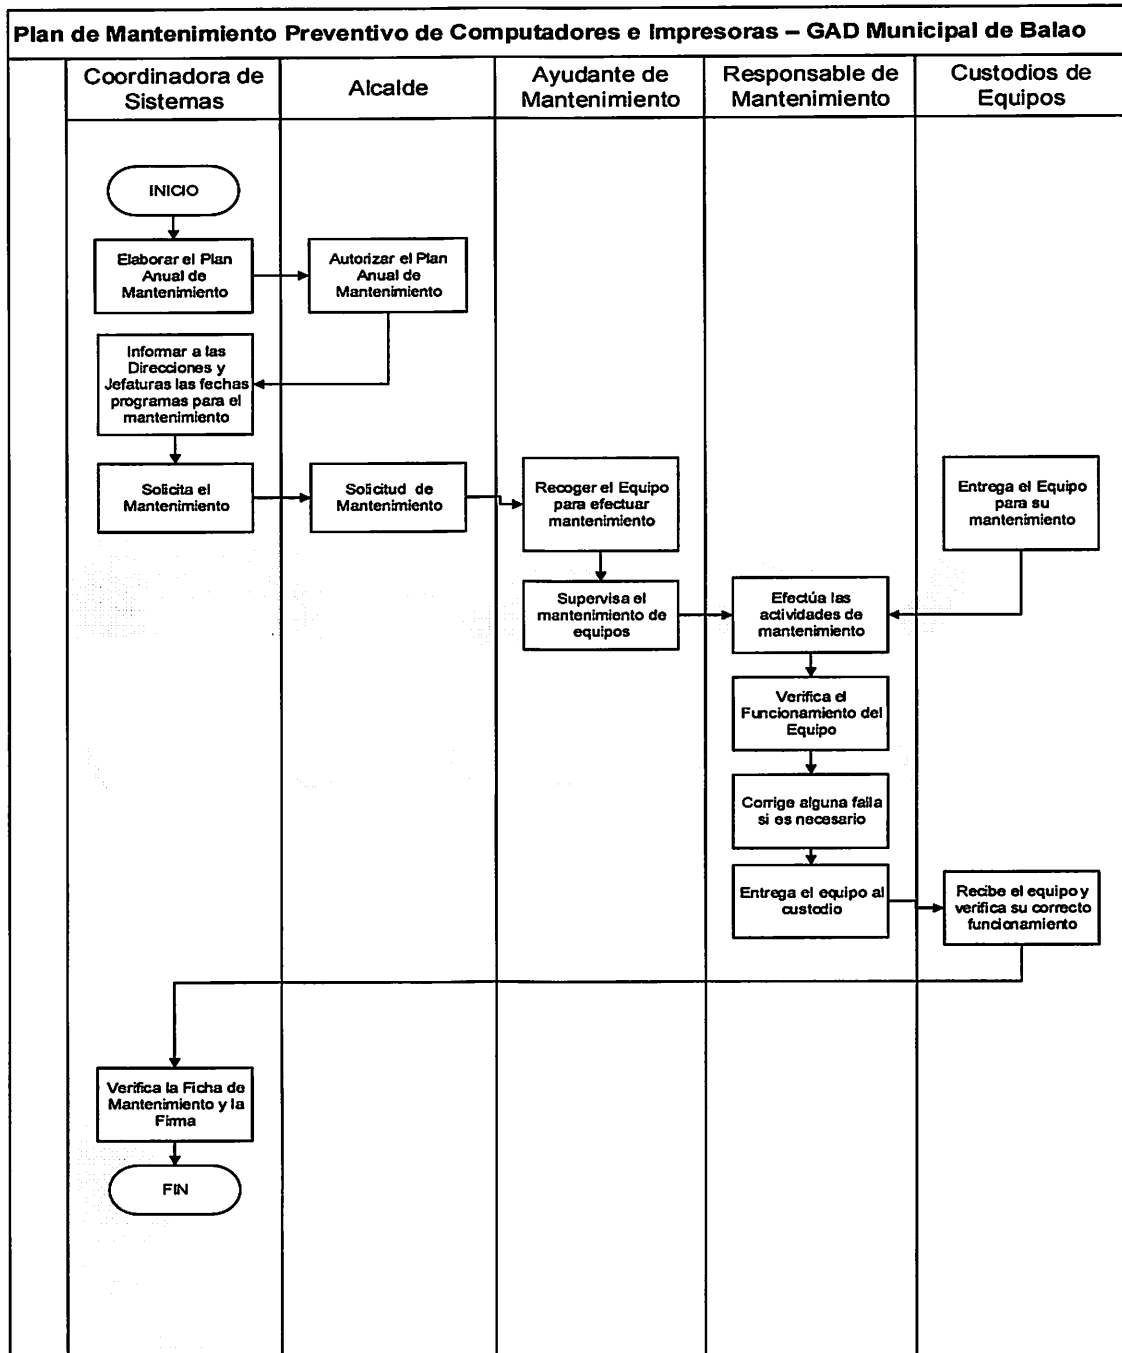 Plan de Mantenimiento Preventivo de Computadores e Impresoras – GAD Municipal de Balao
Coordinadora de
Sistemas
Alcalde
Ayudante de
Mantenimiento
Responsable de
Mantenimiento
Custodios de
Equipos
INICIO
Elaborar el Plan
Anual de
Mantenimiento
Autorizar el Plan
Anual de
Mantenimiento
Informar a las
Direcciones y
Jefaturas las fechas
programas para el
mantenimiento
Solicita el
Mantenimiento
Solicitud de
Mantenimiento
Recoger el Equipo
para efectuar
mantenimiento
Entrega el Equipo
para su
mantenimiento
Supervisa el
mantenimiento de
equipos
Efectúa las
actividades de
mantenimiento
Verifica el
Funcionamiento del
Equipo
Corrige alguna falla
si es necesario
Entrega el equipo al
custodio
Recibe el equipo y
verifica su correcto
funcionamiento
Verifica la Ficha de
Mantenimiento y la
Firma
FIN